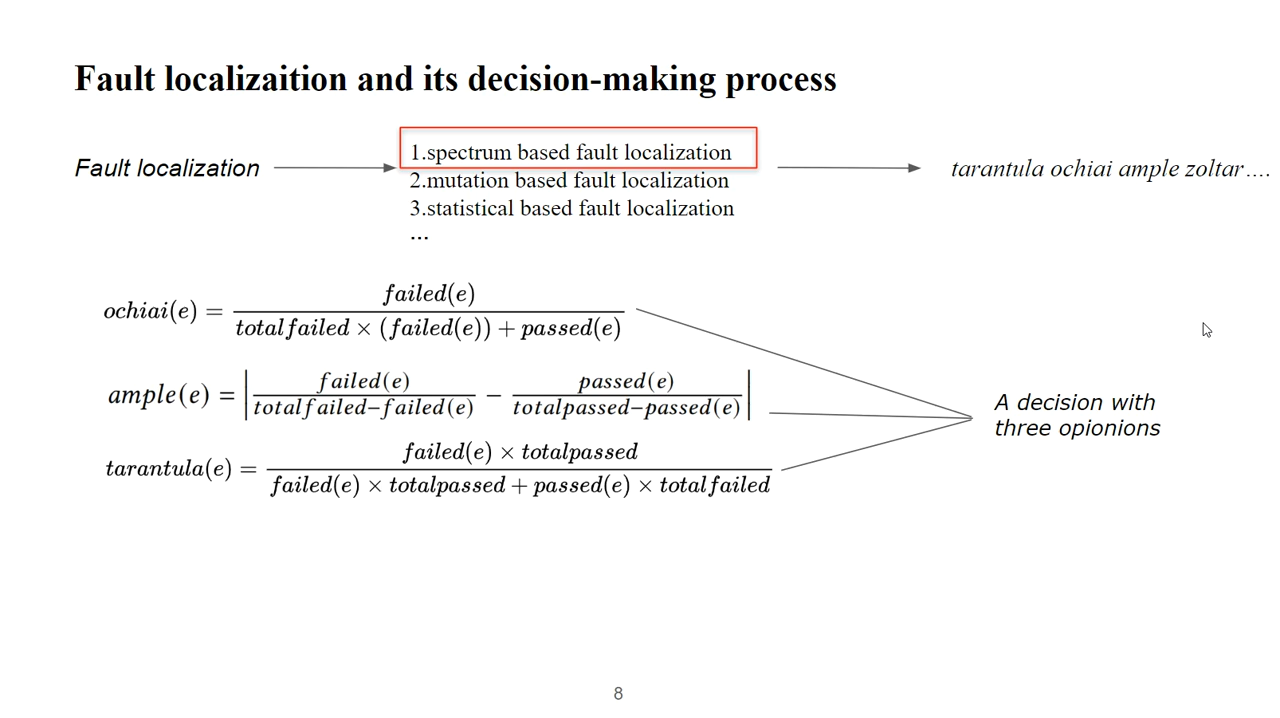 Fault localizaition and its decision-making process
Fault localization
1.spectrum based fault localization
2.mutation based fault localization
3.statistical based fault localization
...
tarantula ochiai ample zoltar….
ochiai(e) = failed(e) / totalfailed × (failed(e)) + passed(e)
ample(e) = | failed(e) / totalfailed−failed(e) − passed(e) / totalpassed−passed(e) |
tarantula(e) = failed(e) × totalpassed / failed(e) × totalpassed + passed(e) × totalfailed
A decision with
three opionions
8